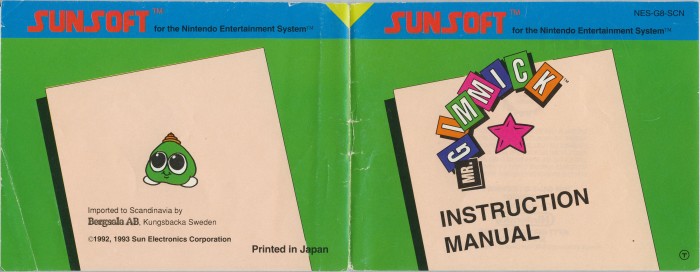 SUNSOFT™
for the Nintendo Entertainment System™
Imported to Scandinavia by
Bergsala AB, Kungsbacka Sweden
©1992, 1993 Sun Electronics Corporation
Printed in Japan
NES-G8-SCN
SUNSOFT™
for the Nintendo Entertainment System™
MR. GIMMICK™
INSTRUCTION
MANUAL
T